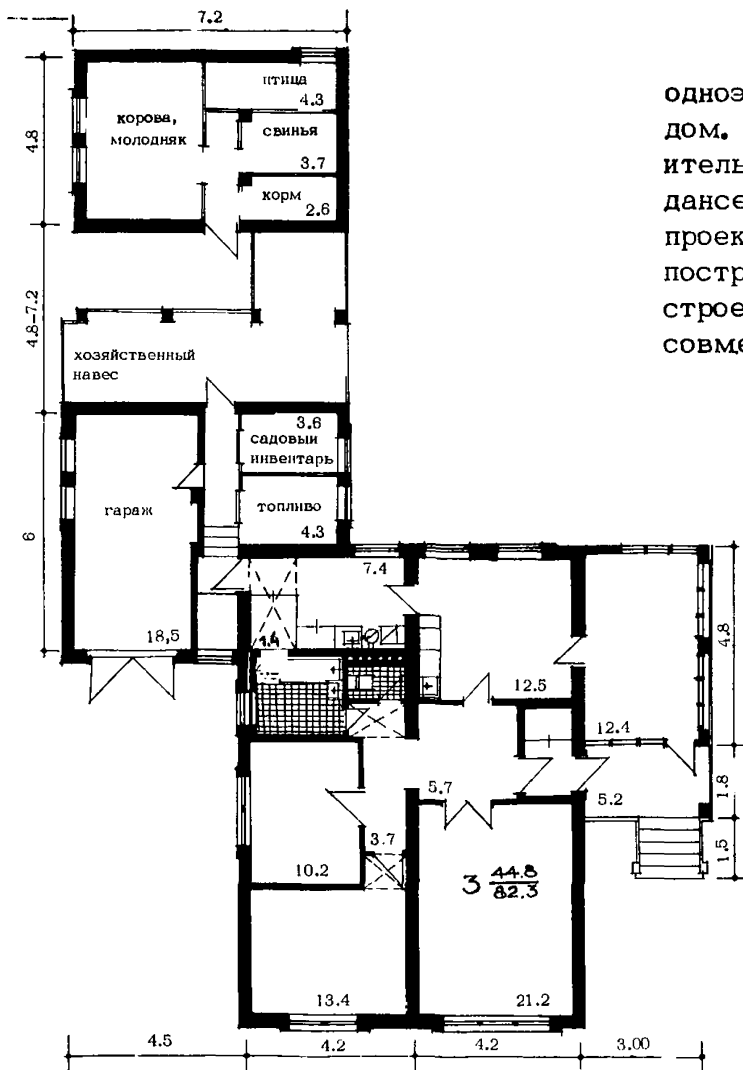 7.2
одноэ
дом.
итель
дансе
проек
постр
строе
совме
птица
4.3
корова,
молодняк
свинья
3.7
корм
2.6
4.8
4.8-7.2
хозяйственный
навес
3.6
садовый
инвентарь
гараж
топливо
4.3
6
7.4
18,5
1.4
12.5
12.4
4.8
5.7
5.2
1.8
3.7
1.5
10.2
3 44.8
82.3
13.4
21.2
4.5
4.2
4.2
3.00